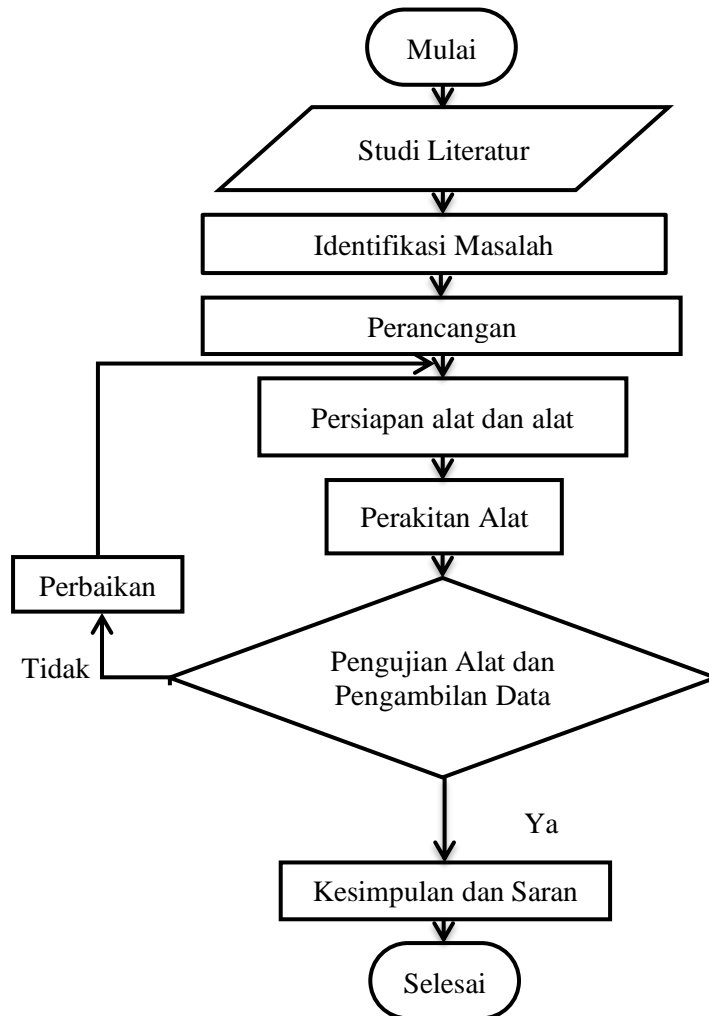 Mulai
Studi Literatur
Identifikasi Masalah
Perancangan
Persiapan alat dan alat
Perakitan Alat
Perbaikan
Tidak
Pengujian Alat dan
Pengambilan Data
Ya
Kesimpulan dan Saran
Selesai